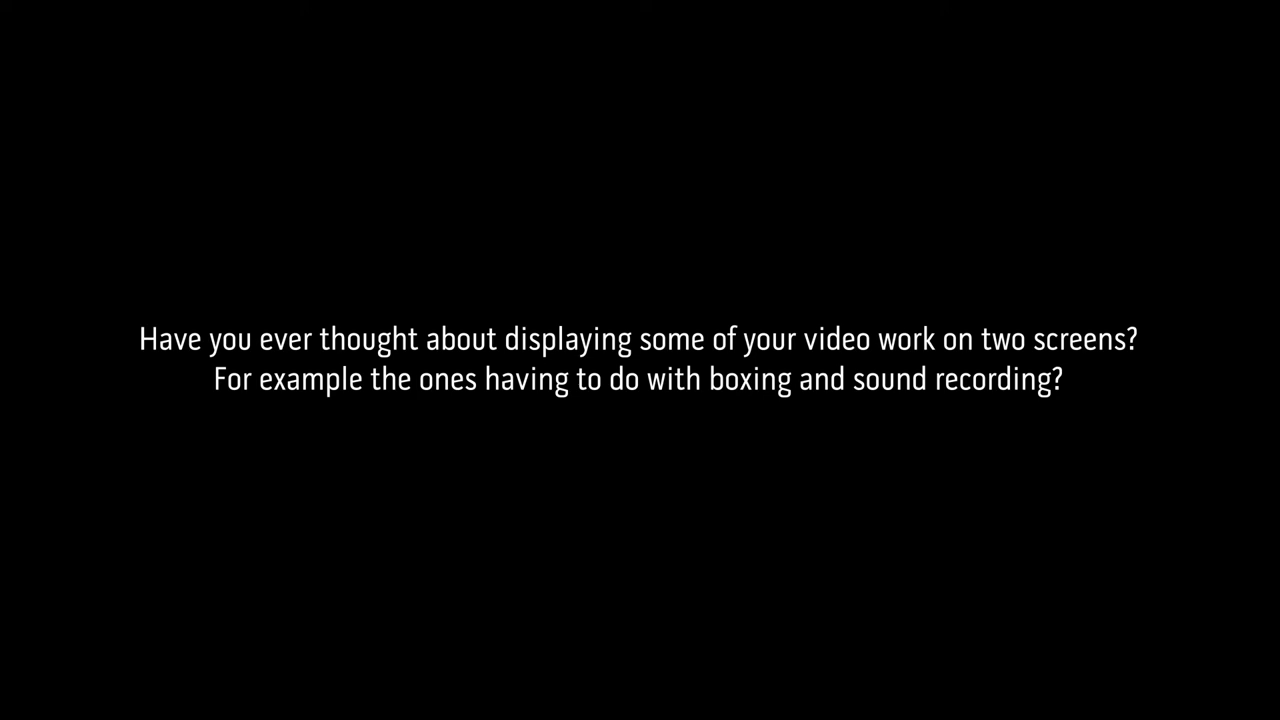 Have you ever thought about displaying some of your video work on two screens?
For example the ones having to do with boxing and sound recording?